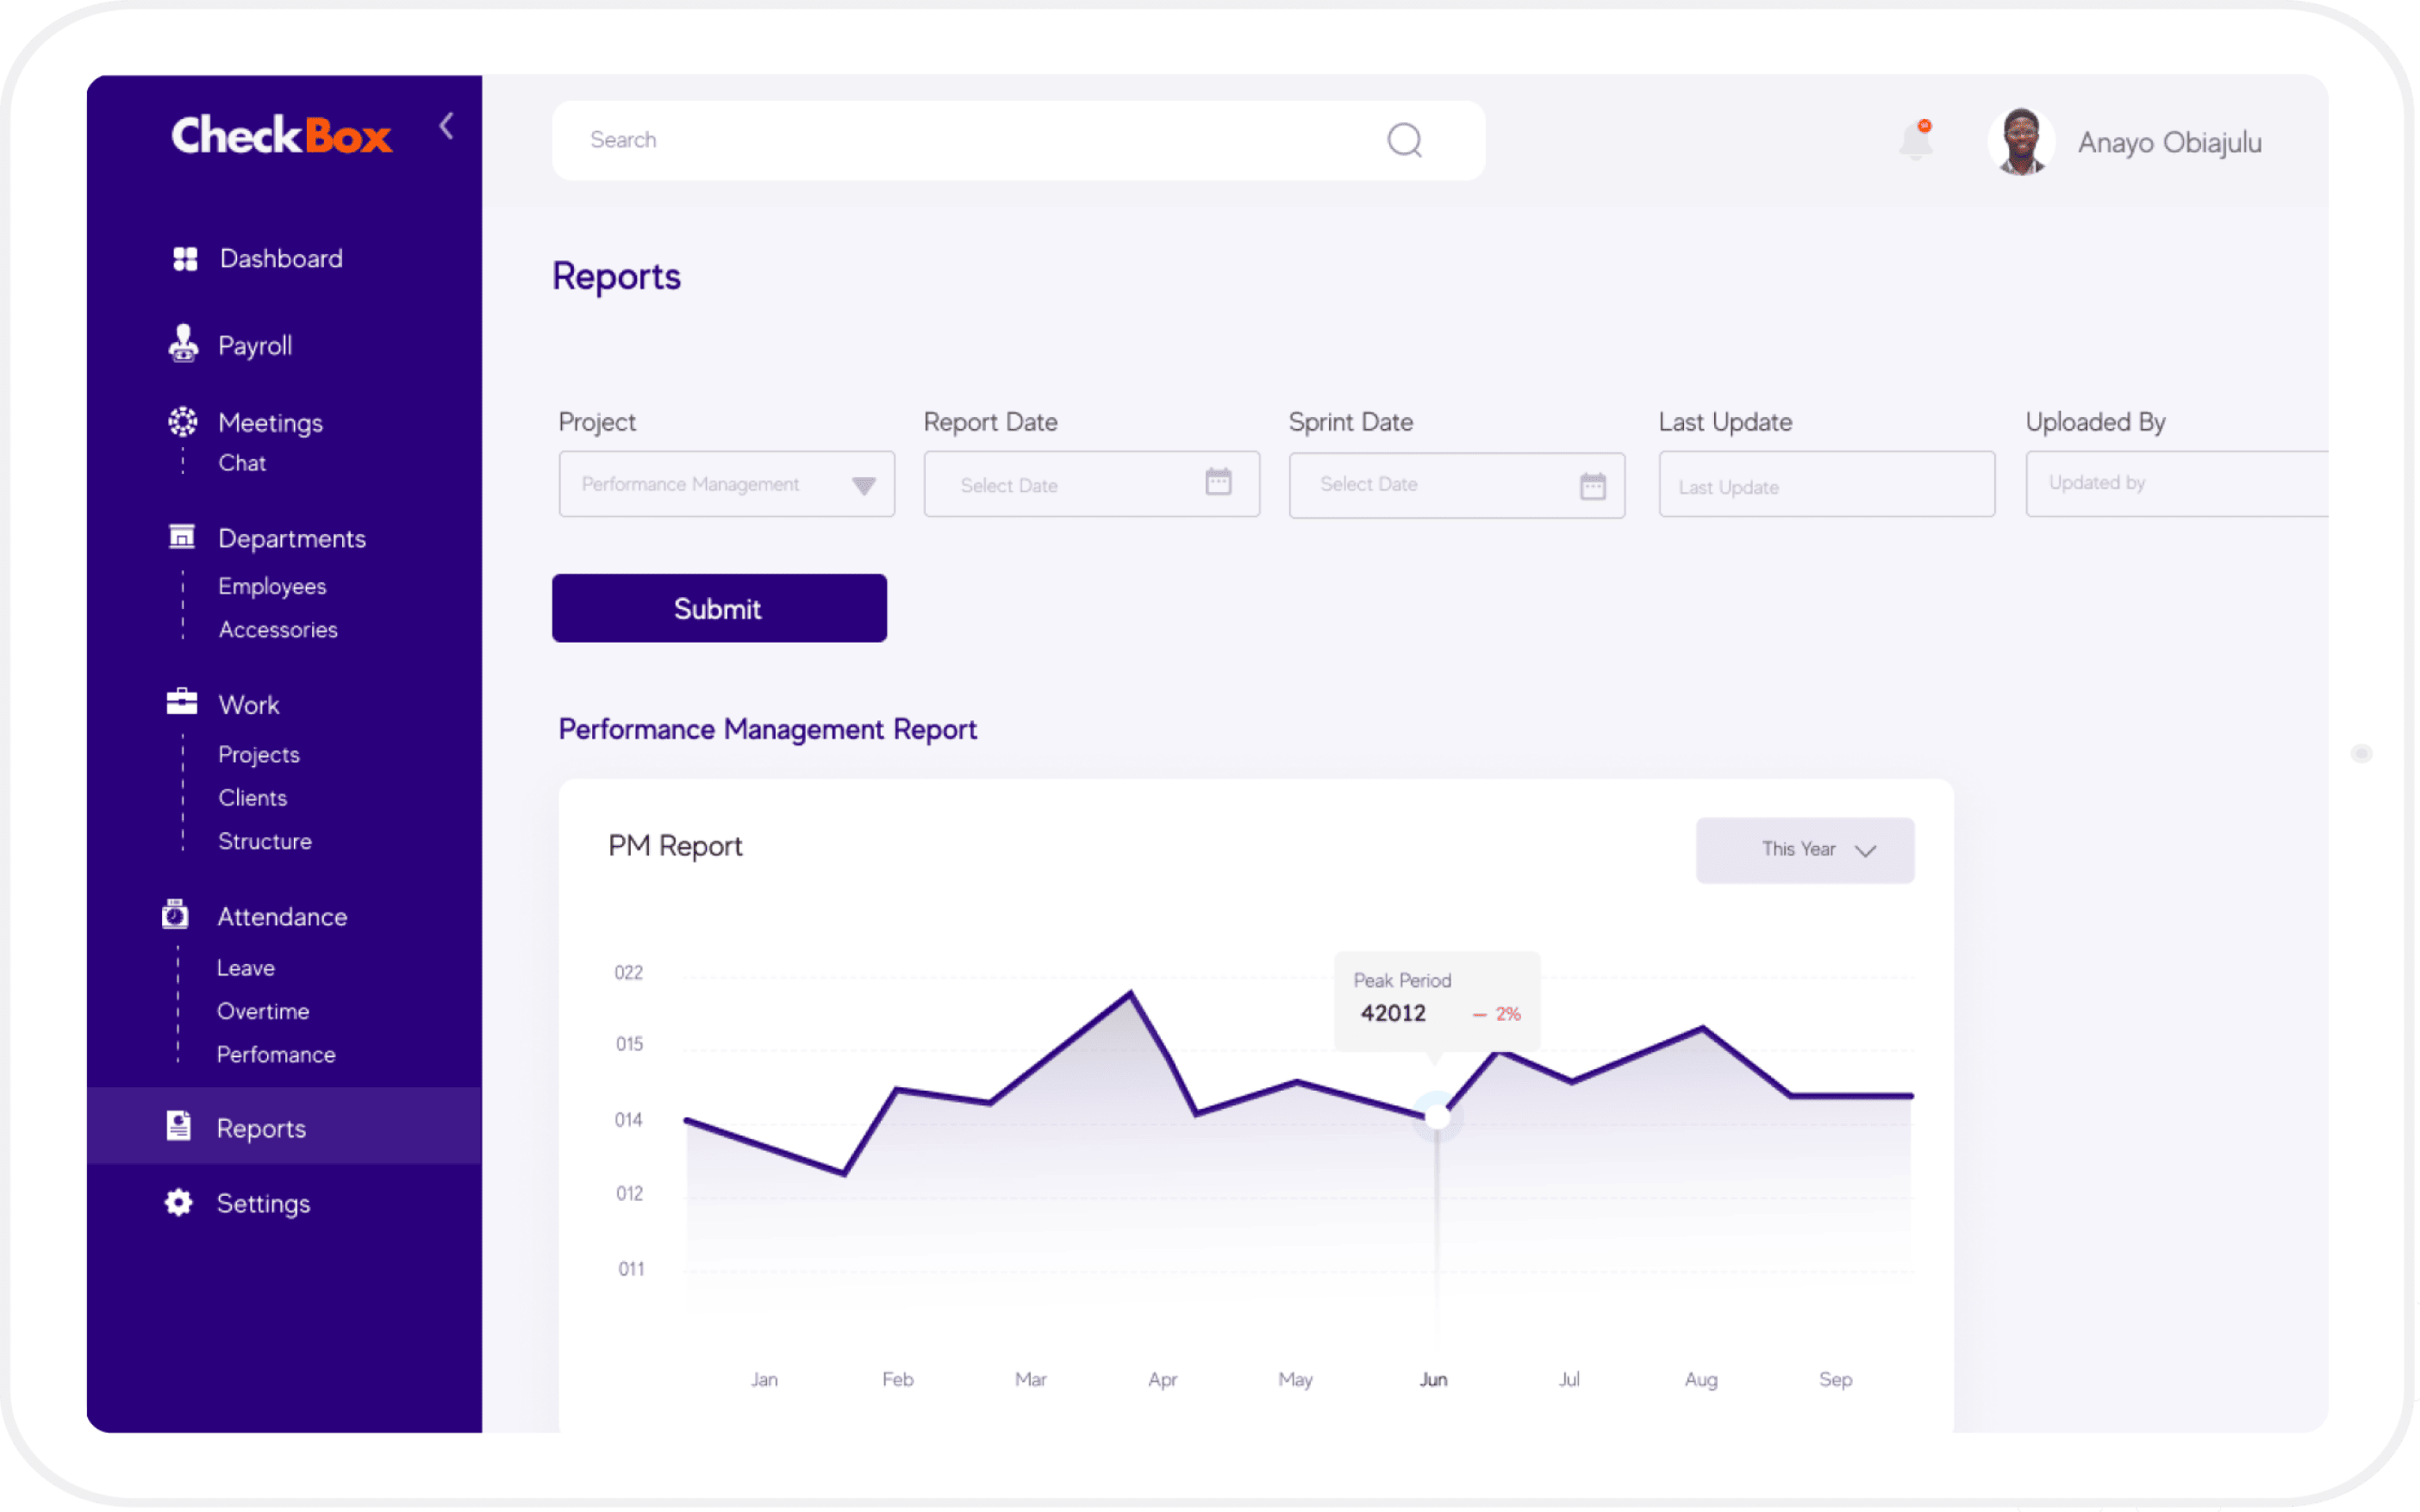 CheckBox
Search
Anayo Obiajulu
Dashboard
Payroll
Meetings
Chat
Departments
Employees
Accessories
Work
Projects
Clients
Structure
Attendance
Leave
Overtime
Perfomance
Reports
Settings
Reports
Project
Report Date
Sprint Date
Last Update
Uploaded By
Performance Management
Select Date
Select Date
Last Update
Updated by
Submit
Performance Management Report
PM Report
This Year
Peak Period
42012 – 2%
022
015
014
012
011
Jan Feb Mar Apr May Jun Jul Aug Sep